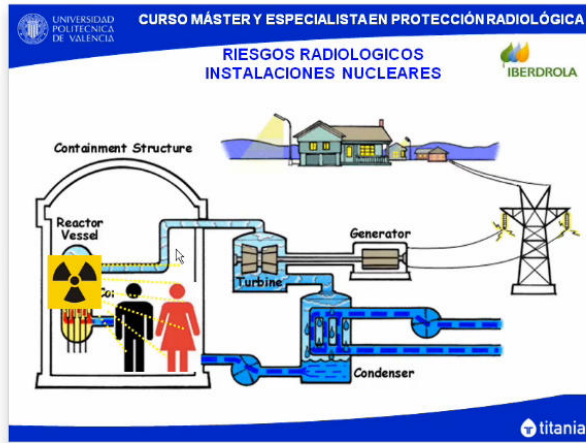 UNIVERSIDAD
POLITECNICA
DE VALENCIA
CURSO MÁSTER Y ESPECIALISTA EN PROTECCIÓN RADIOLÓGICA
RIESGOS RADIOLOGICOS
INSTALACIONES NUCLEARES
IBERDROLA
Containment Structure
Reactor
Vessel
Generator
Turbine
Condenser
titania